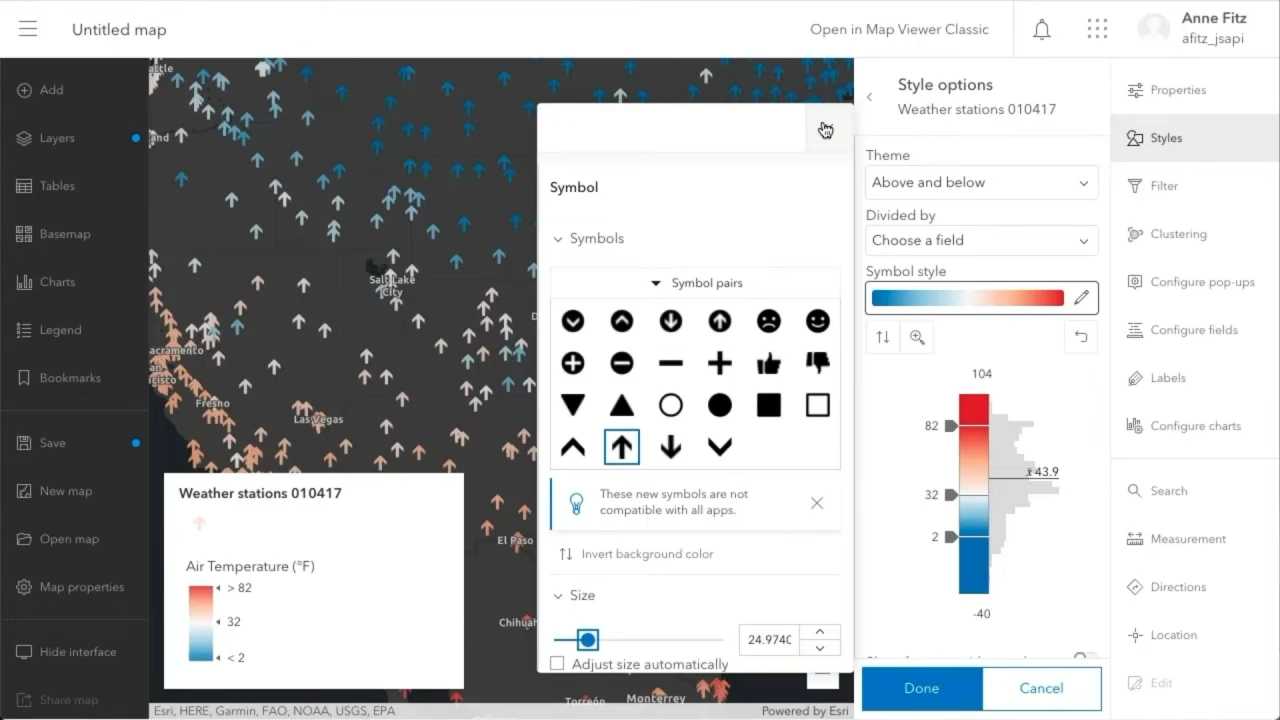 Untitled map
Open in Map Viewer Classic
Anne Fitz
afitz_jsapi
Add
Layers
Tables
Basemap
Charts
Legend
Bookmarks
Save
New map
Open map
Map properties
Hide interface
Share map
Salt Lake
City
Fresno
Las Vegas
El Paso
Torreón
Monterrey
Weather stations 010417
Air Temperature (°F)
> 82
32
< 2
Esri, HERE, Garmin, FAO, NOAA, USGS, EPA
Powered by Esri
Symbol
Symbols
Symbol pairs
These new symbols are not
compatible with all apps.
Invert background color
Size
24.974
Adjust size automatically
Style options
Weather stations 010417
Theme
Above and below
Divided by
Choose a field
Symbol style
104
82
x̄ 43.9
32
2
-40
Done
Cancel
Properties
Styles
Filter
Clustering
Configure pop-ups
Configure fields
Labels
Configure charts
Search
Measurement
Directions
Location
Edit